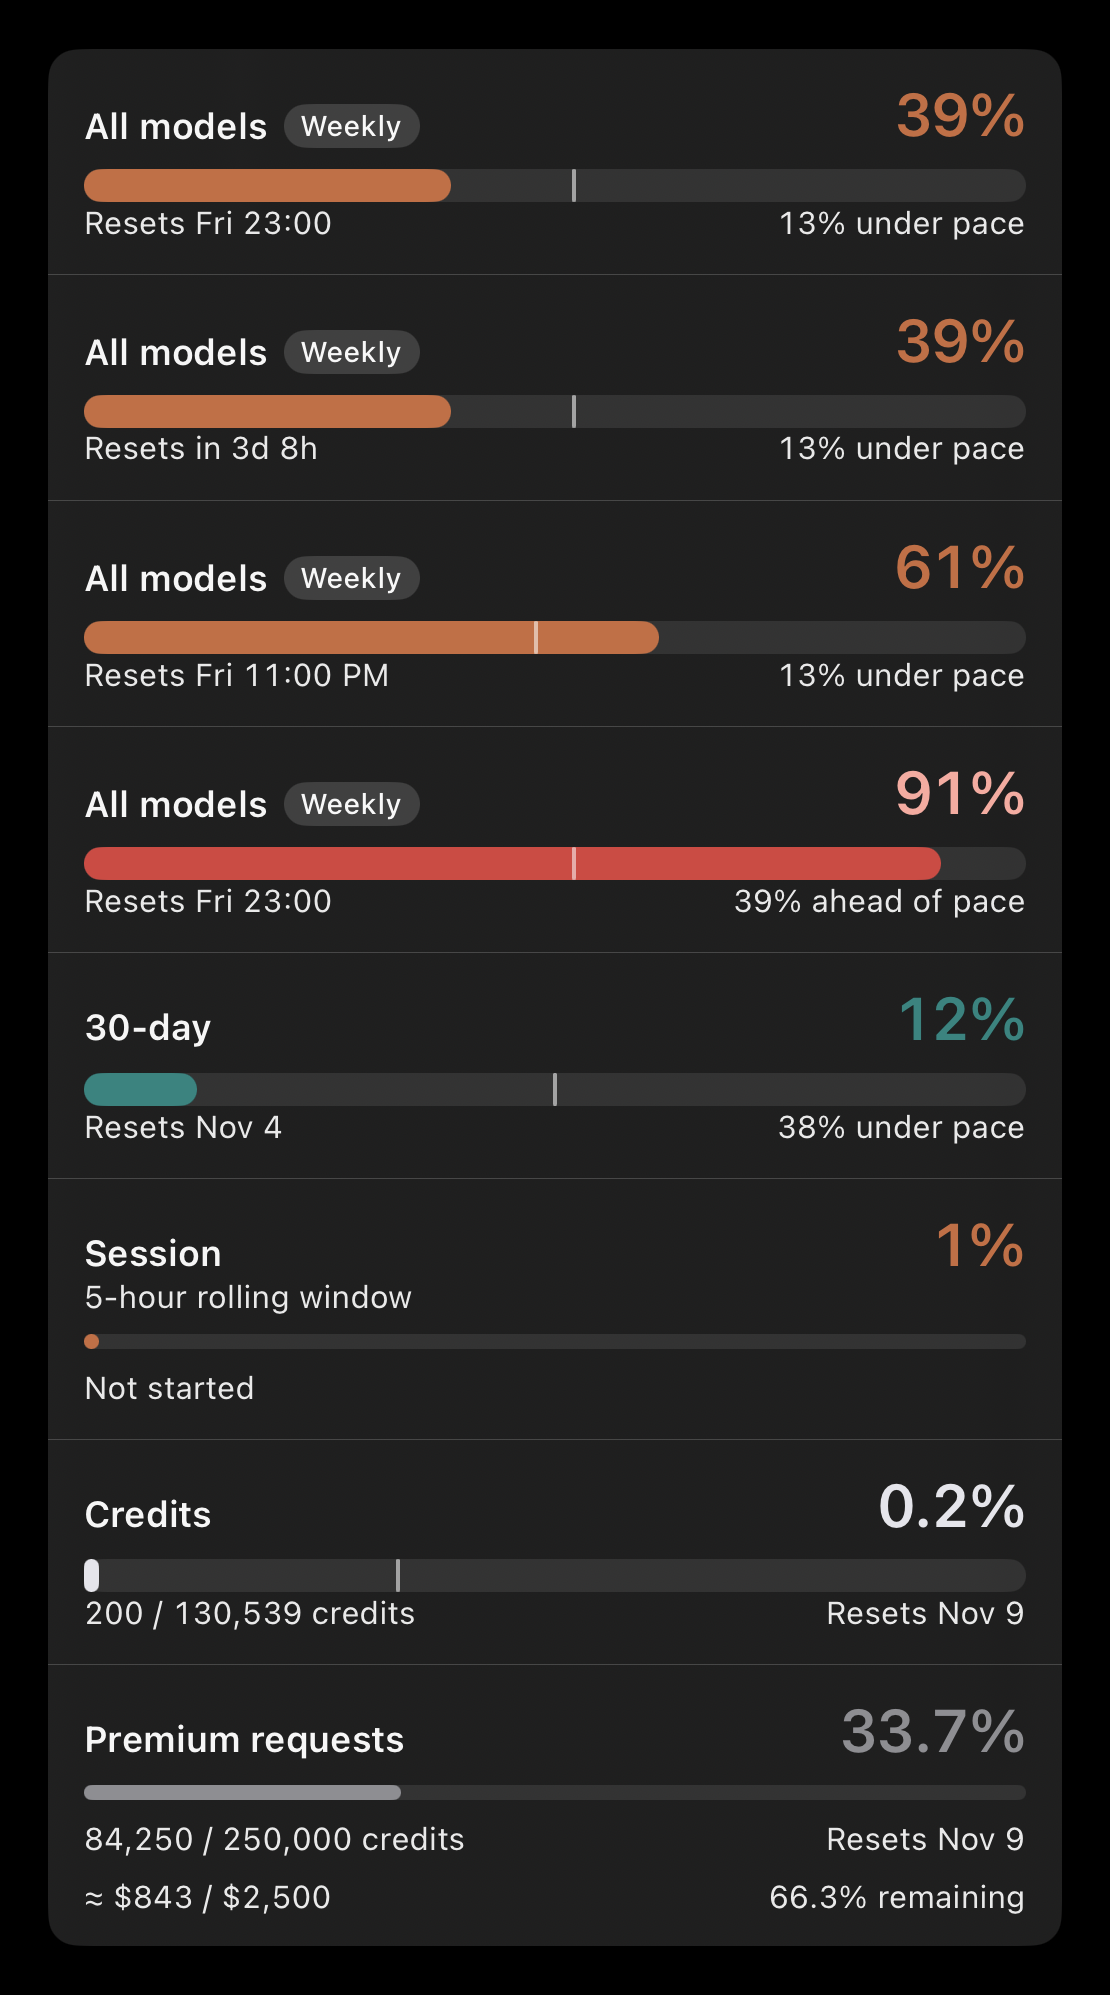 All models Weekly 39%
Resets Fri 23:00 13% under pace
All models Weekly 39%
Resets in 3d 8h 13% under pace
All models Weekly 61%
Resets Fri 11:00 PM 13% under pace
All models Weekly 91%
Resets Fri 23:00 39% ahead of pace
30-day 12%
Resets Nov 4 38% under pace
Session 1%
5-hour rolling window
Not started
Credits 0.2%
200 / 130,539 credits Resets Nov 9
Premium requests 33.7%
84,250 / 250,000 credits Resets Nov 9
≈ $843 / $2,500 66.3% remaining